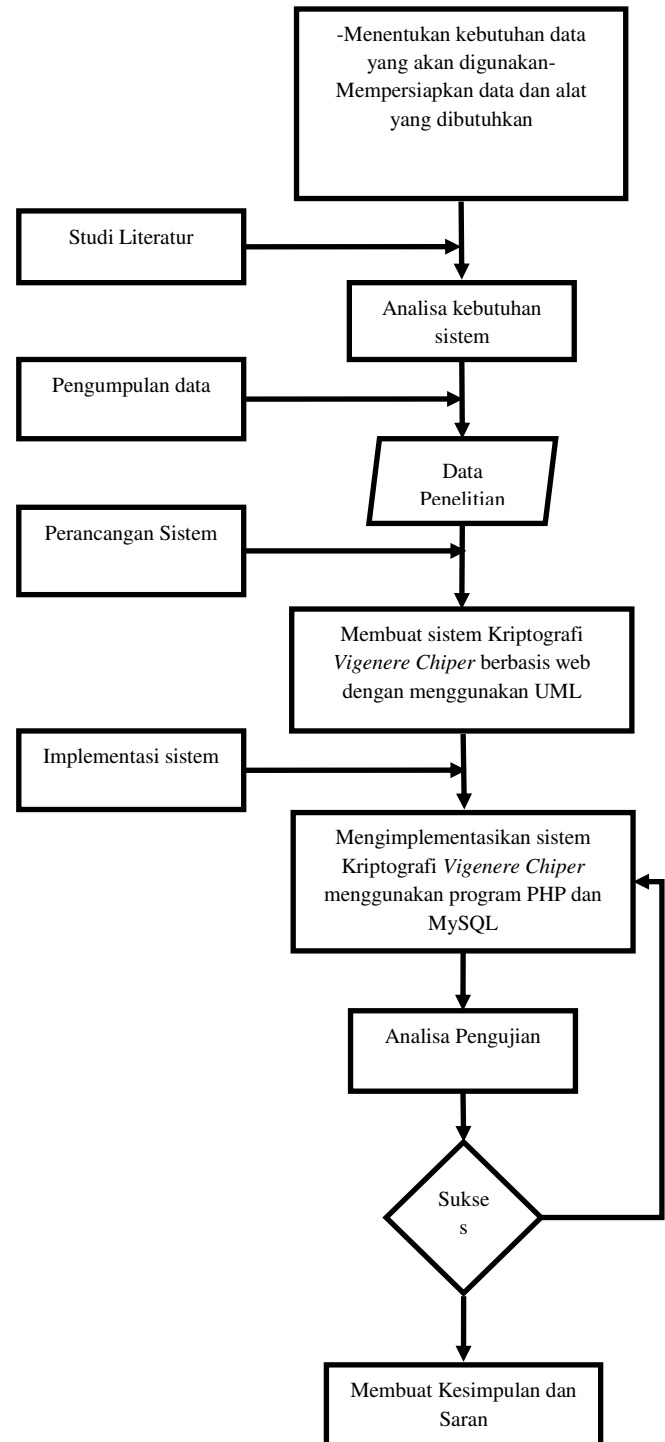 -Menentukan kebutuhan data
yang akan digunakan-
Mempersiapkan data dan alat
yang dibutuhkan
Studi Literatur
Analisa kebutuhan
sistem
Pengumpulan data
Data
Penelitian
Perancangan Sistem
Membuat sistem Kriptografi
Vigenere Chiper berbasis web
dengan menggunakan UML
Implementasi sistem
Mengimplementasikan sistem
Kriptografi Vigenere Chiper
menggunakan program PHP dan
MySQL
Analisa Pengujian
Sukse
s
Membuat Kesimpulan dan
Saran